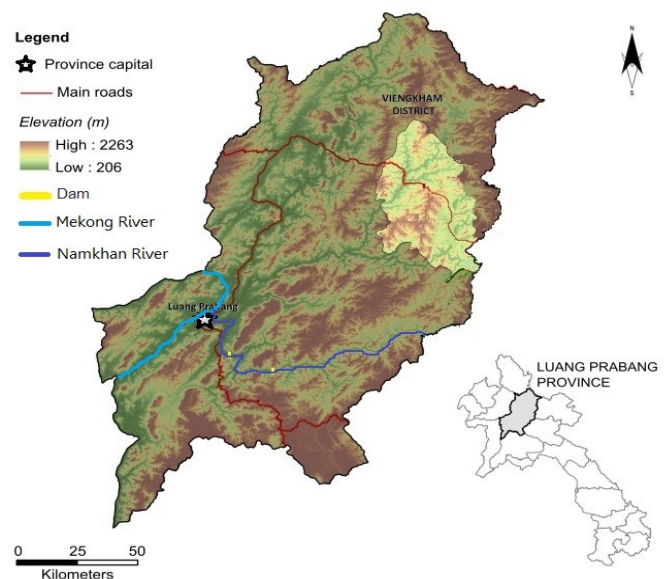 Legend
Province capital
Main roads
Elevation (m)
High : 2263
Low : 206
Dam
Mekong River
Namkhan River
N
S
VIENGKHAM
DISTRICT
Luang Prabang
LUANG PRABANG
PROVINCE
0 25 50
Kilometers